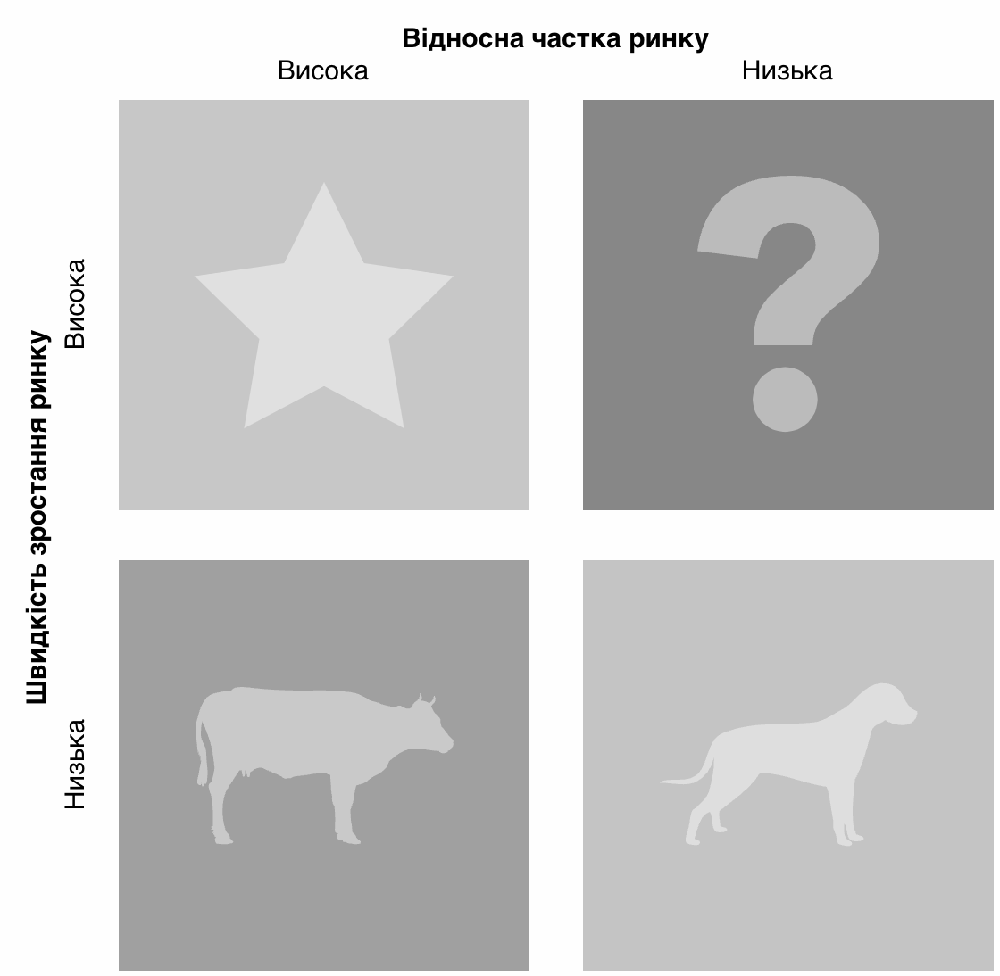 Відносна частка ринку
Висока
Низька
Швидкість зростання ринку
Висока
?
Низька